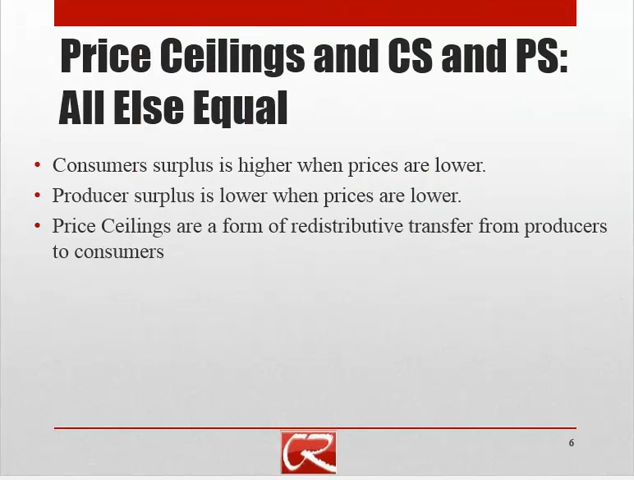 Price Ceilings and CS and PS:
All Else Equal
• Consumers surplus is higher when prices are lower.
• Producer surplus is lower when prices are lower.
• Price Ceilings are a form of redistributive transfer from producers
to consumers
6
CR